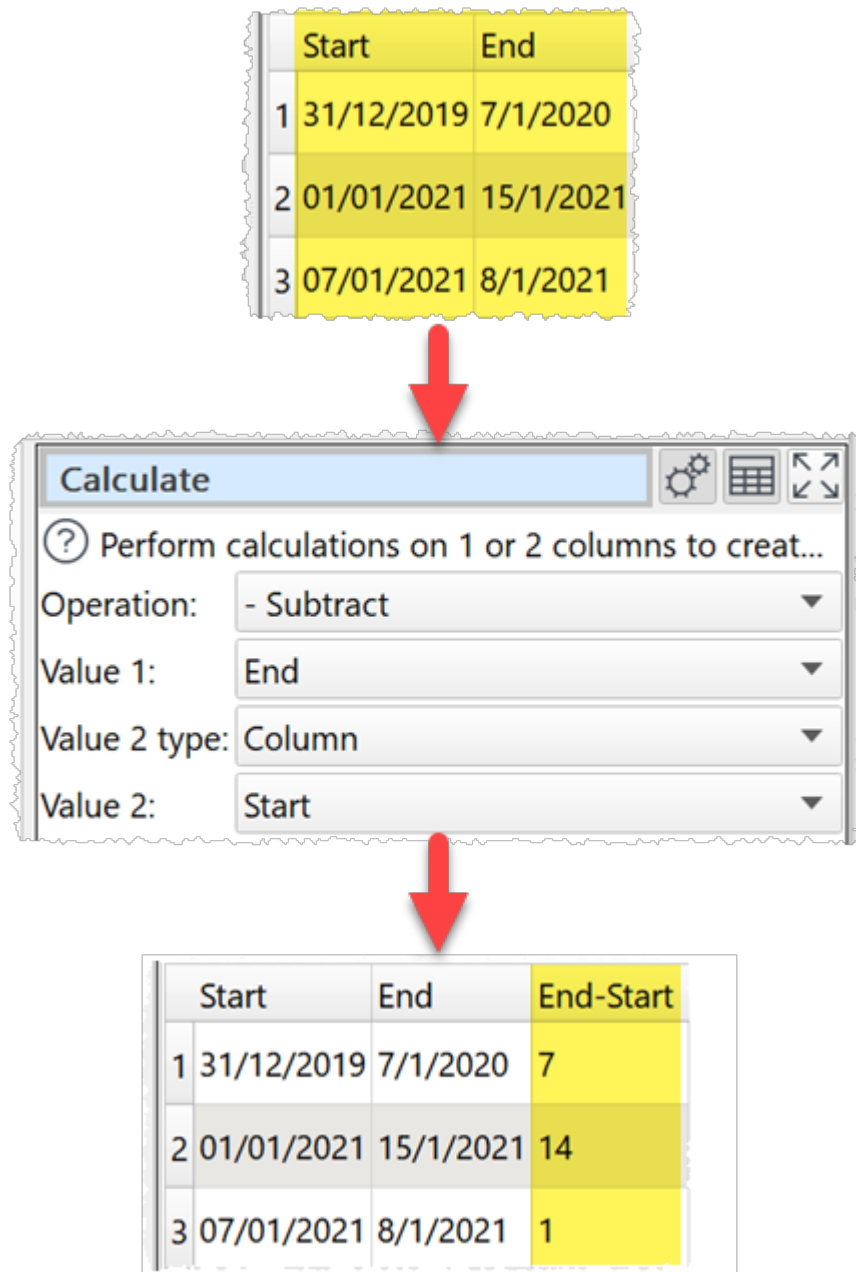 Start End
1 31/12/2019 7/1/2020
2 01/01/2021 15/1/2021
3 07/01/2021 8/1/2021
Calculate
? Perform calculations on 1 or 2 columns to creat...
Operation: - Subtract
Value 1: End
Value 2 type: Column
Value 2: Start
Start End End-Start
1 31/12/2019 7/1/2020 7
2 01/01/2021 15/1/2021 14
3 07/01/2021 8/1/2021 1